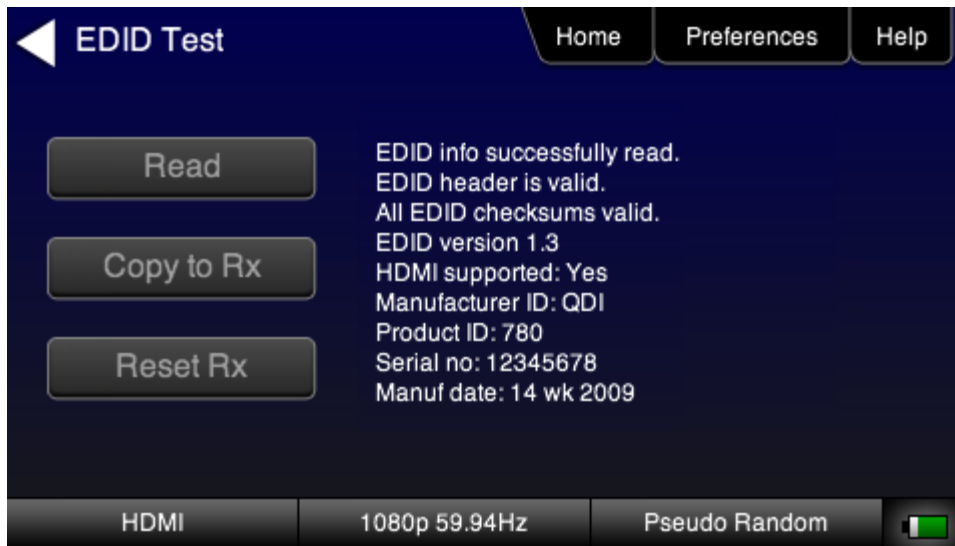 EDID Test
Home
Preferences
Help
Read
Copy to Rx
Reset Rx
EDID info successfully read.
EDID header is valid.
All EDID checksums valid.
EDID version 1.3
HDMI supported: Yes
Manufacturer ID: QDI
Product ID: 780
Serial no: 12345678
Manuf date: 14 wk 2009
HDMI
1080p 59.94Hz
Pseudo Random